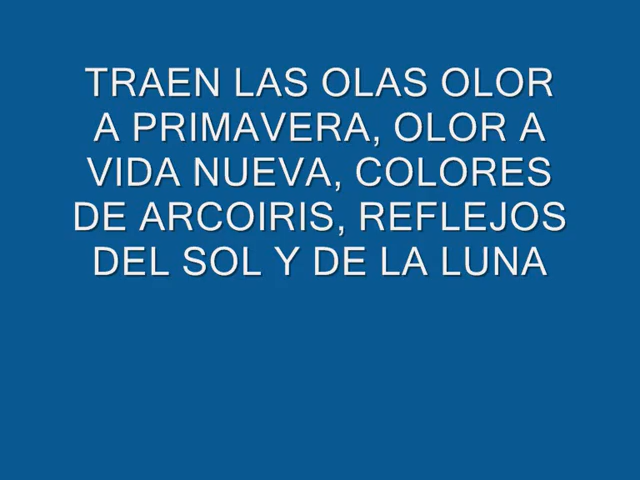 TRAEN LAS OLAS OLOR
A PRIMAVERA, OLOR A
VIDA NUEVA, COLORES
DE ARCOIRIS, REFLEJOS
DEL SOL Y DE LA LUNA